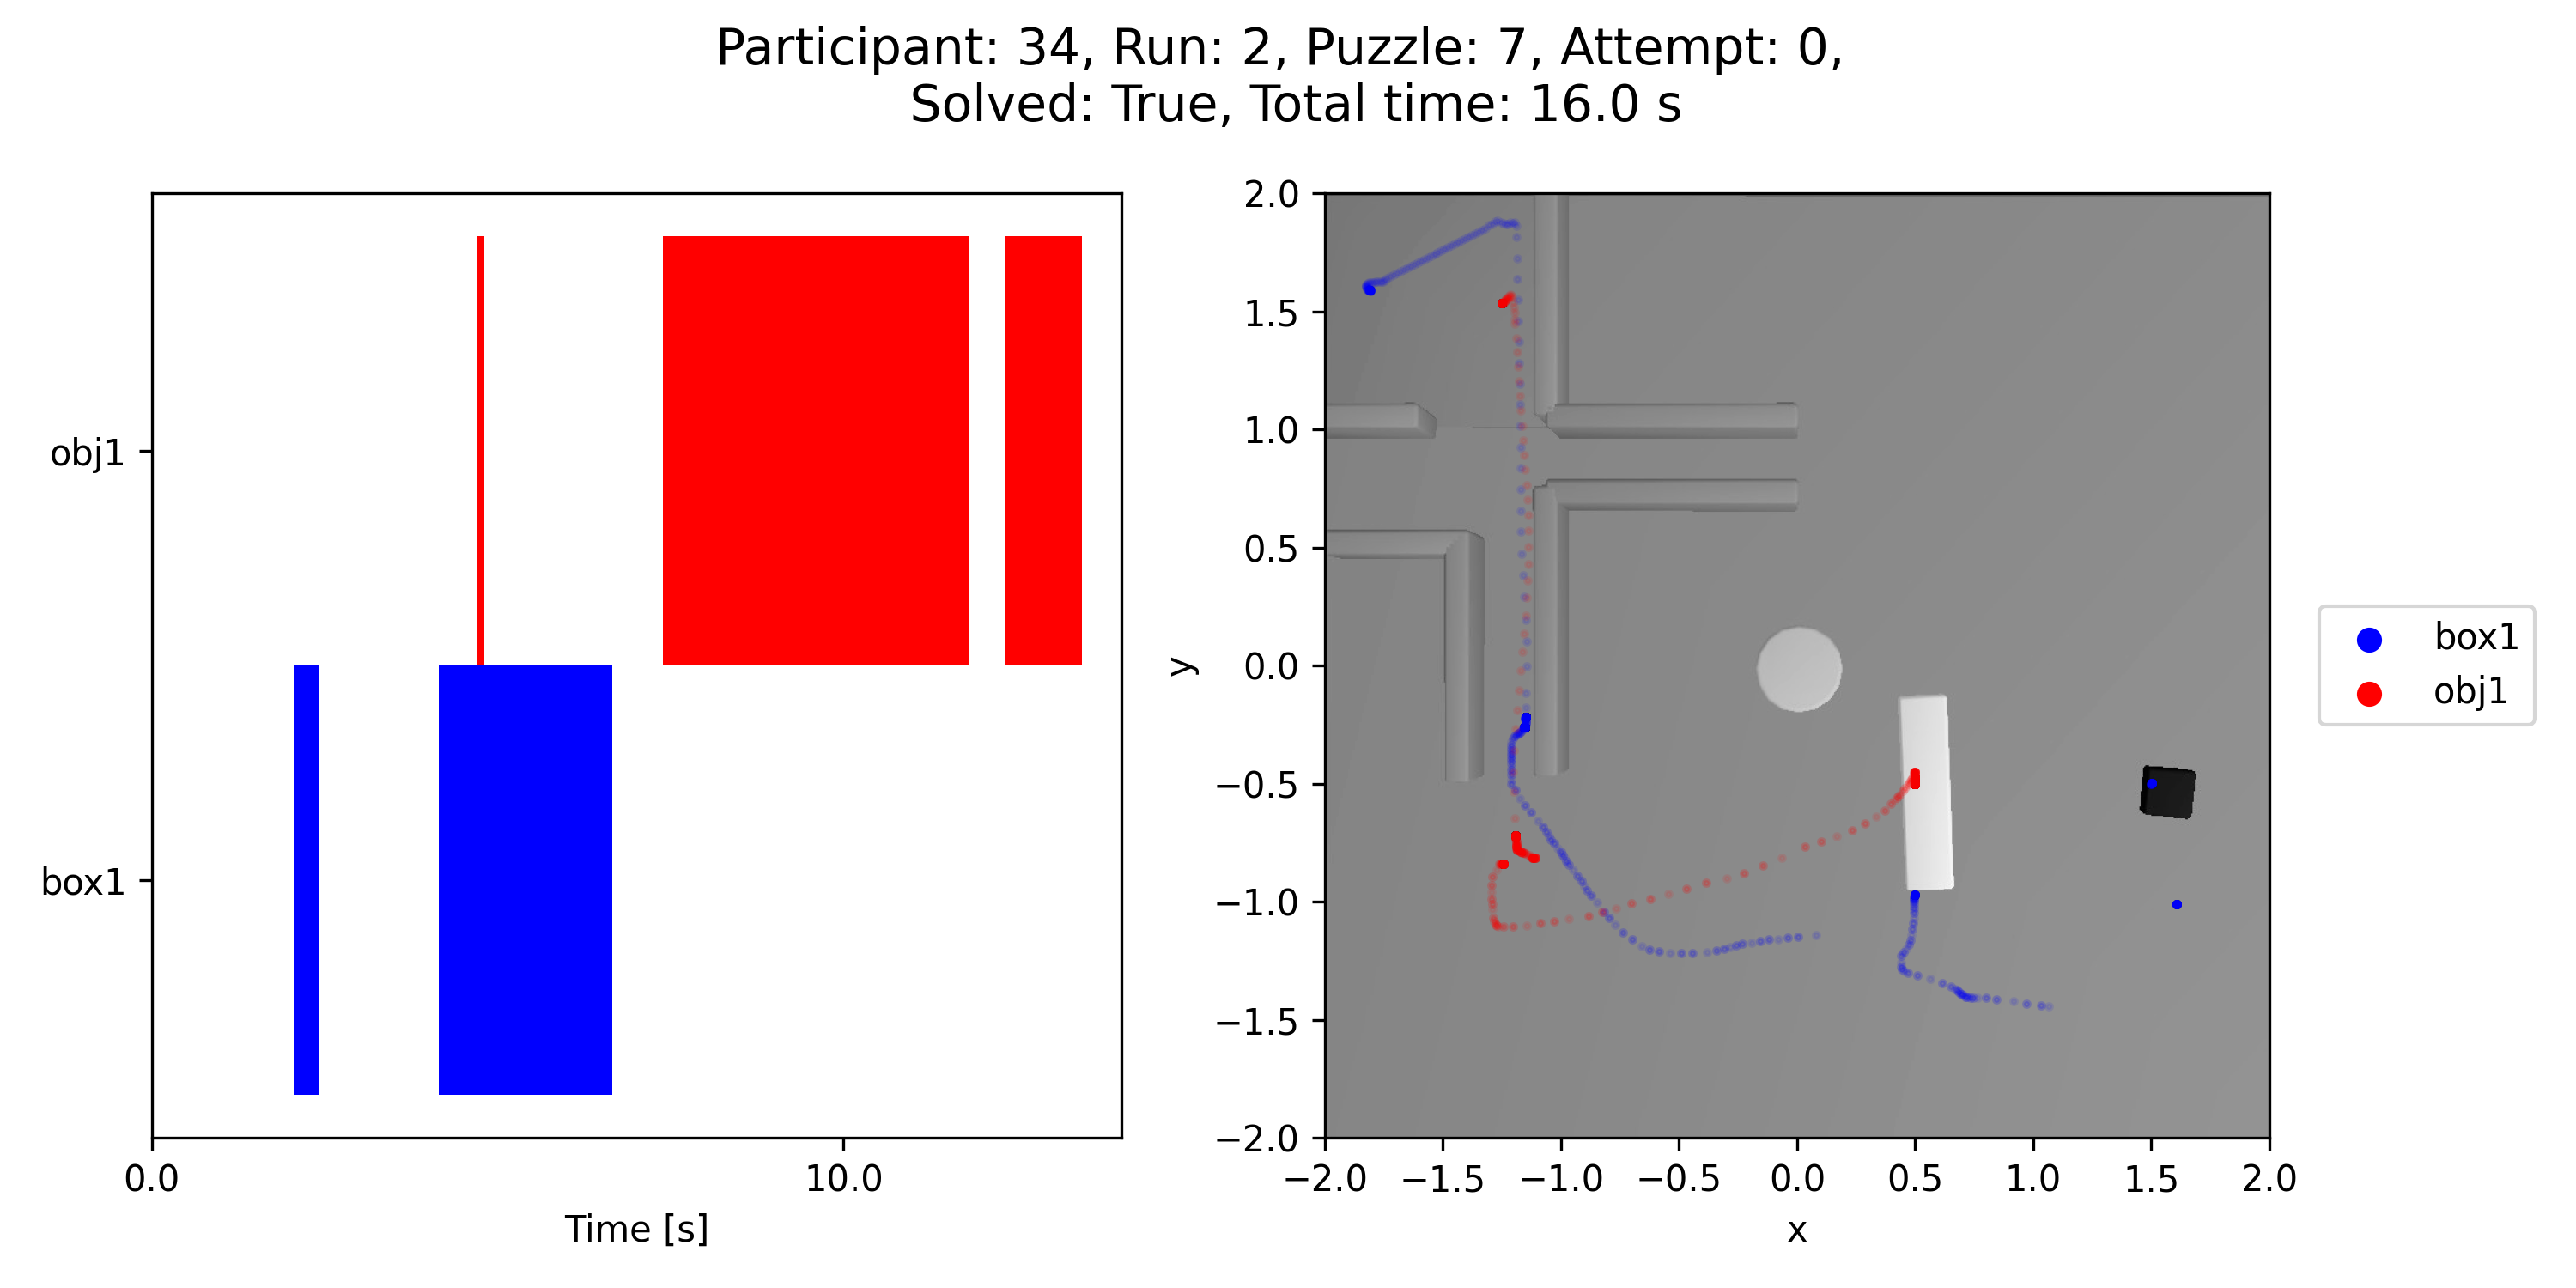 Participant: 34, Run: 2, Puzzle: 7, Attempt: 0,
Solved: True, Total time: 16.0 s
obj1
box1
0.0
10.0
Time [s]
2.0
1.5
1.0
0.5
0.0
−0.5
−1.0
−1.5
−2.0
y
−2.0
−1.5
−1.0
−0.5
0.0
0.5
1.0
1.5
2.0
x
box1
obj1